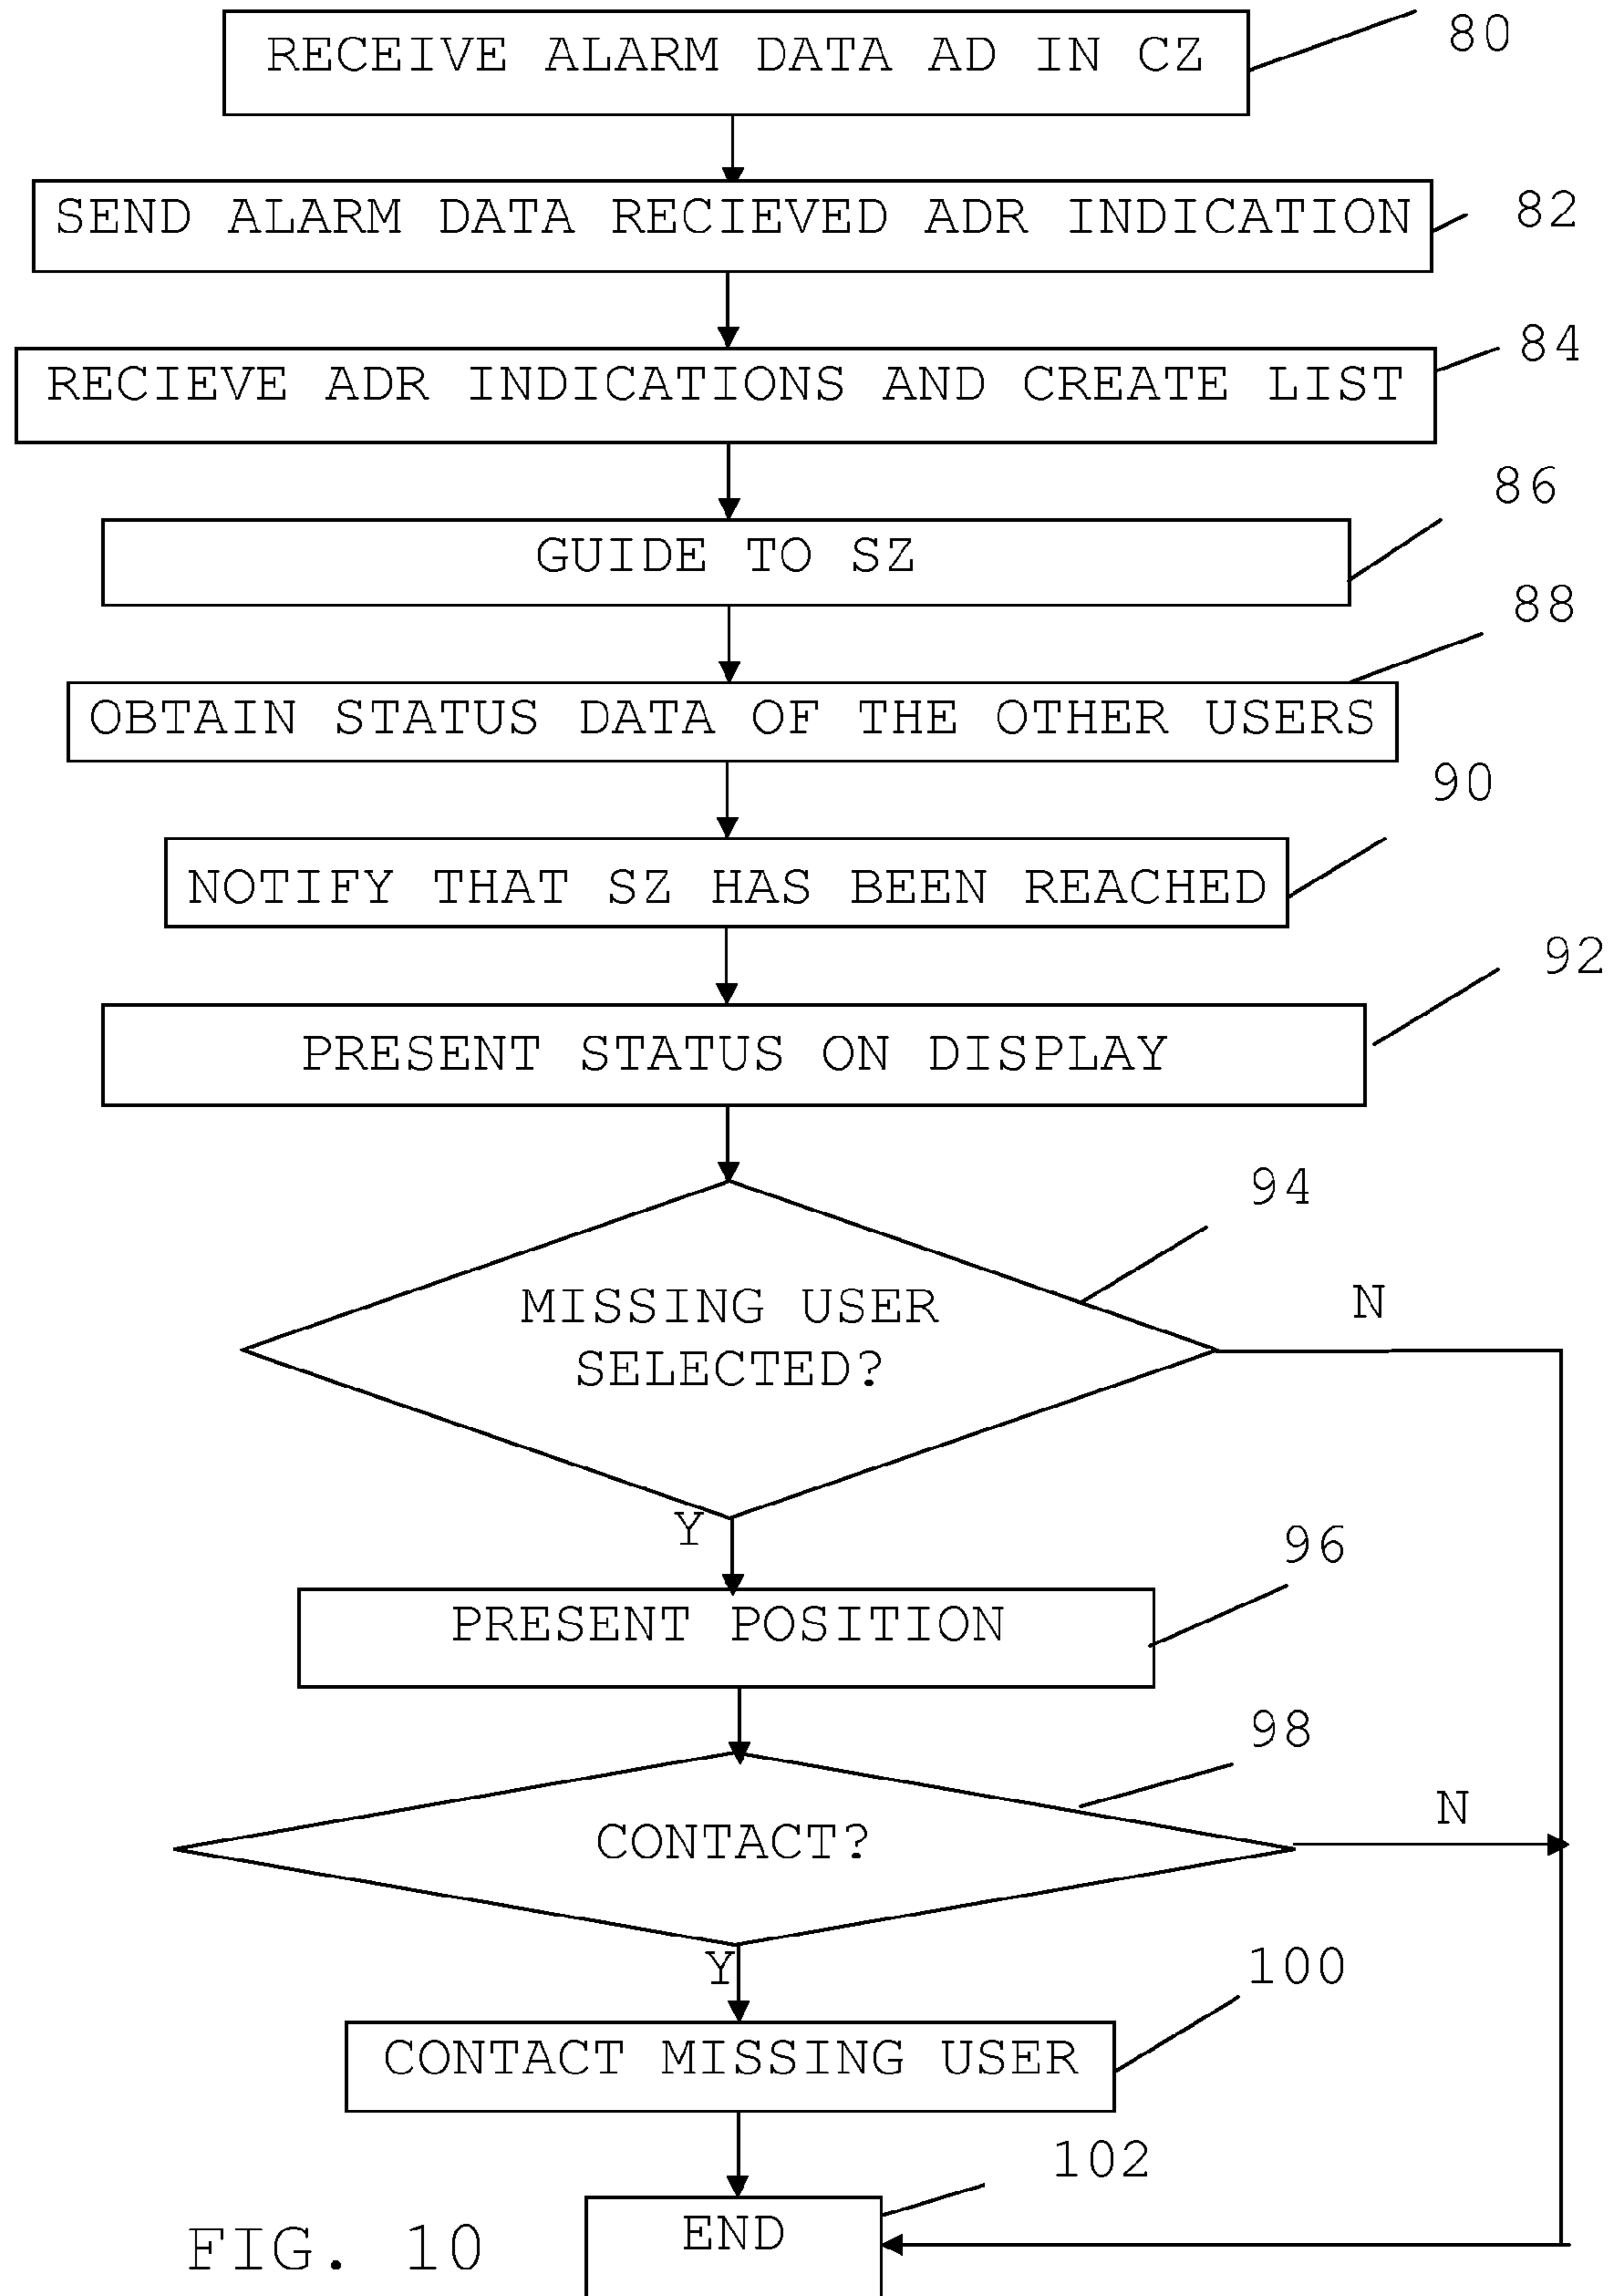 RECEIVE ALARM DATA AD IN CZ
80
SEND ALARM DATA RECIEVED ADR INDICATION
82
RECIEVE ADR INDICATIONS AND CREATE LIST
84
GUIDE TO SZ
86
OBTAIN STATUS DATA OF THE OTHER USERS
88
NOTIFY THAT SZ HAS BEEN REACHED
90
PRESENT STATUS ON DISPLAY
92
MISSING USER
SELECTED?
94
N
Y
PRESENT POSITION
96
CONTACT?
98
N
Y
CONTACT MISSING USER
100
END
102
FIG. 10